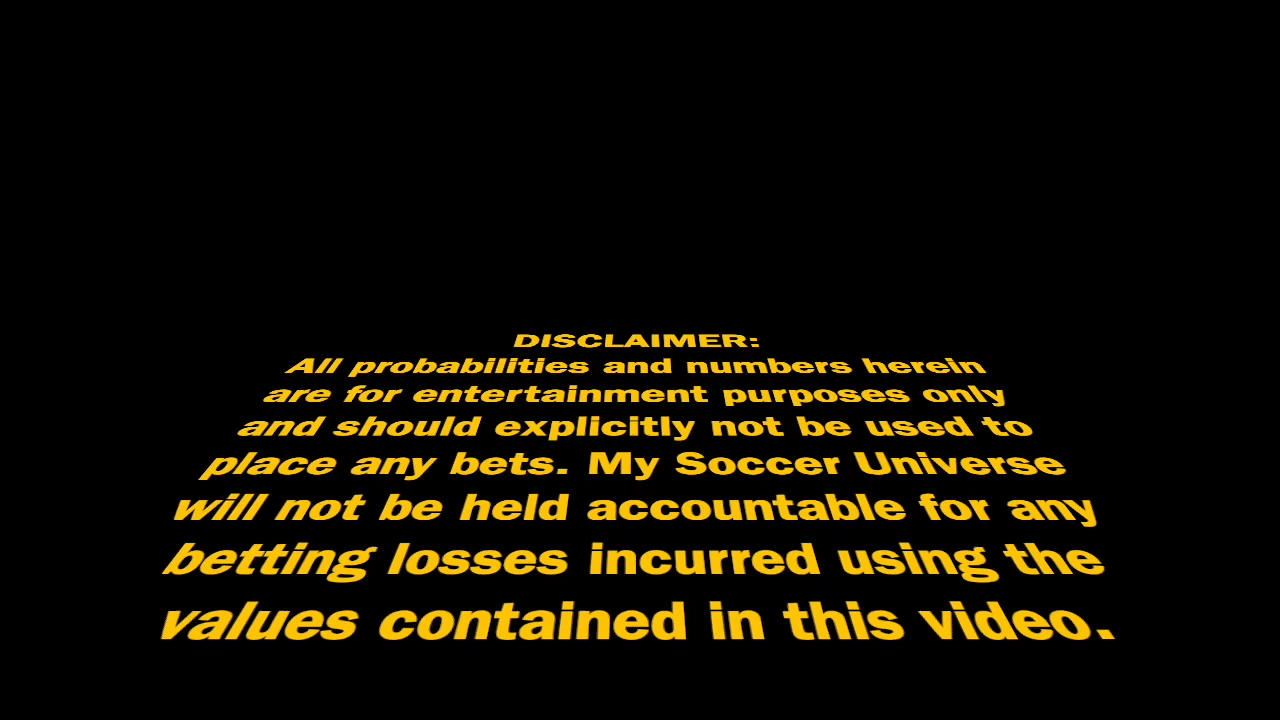 DISCLAIMER:
All probabilities and numbers herein
are for entertainment purposes only
and should explicitly not be used to
place any bets. My Soccer Universe
will not be held accountable for any
betting losses incurred using the
values contained in this video.